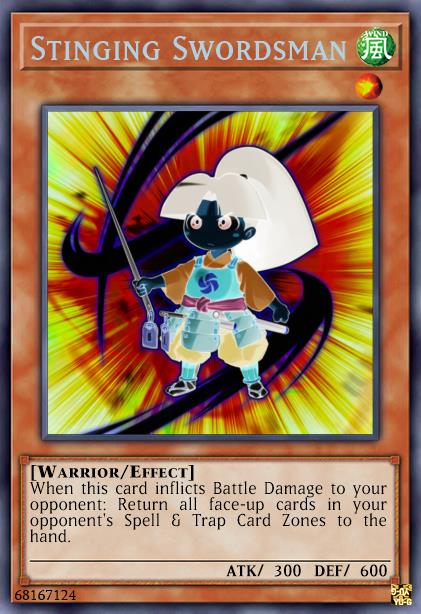 Stinging Swordsman
WIND
風
[Warrior/Effect]
When this card inflicts Battle Damage to your
opponent: Return all face-up cards in your
opponent's Spell & Trap Card Zones to the
hand.
ATK/ 300 DEF/ 600
68167124